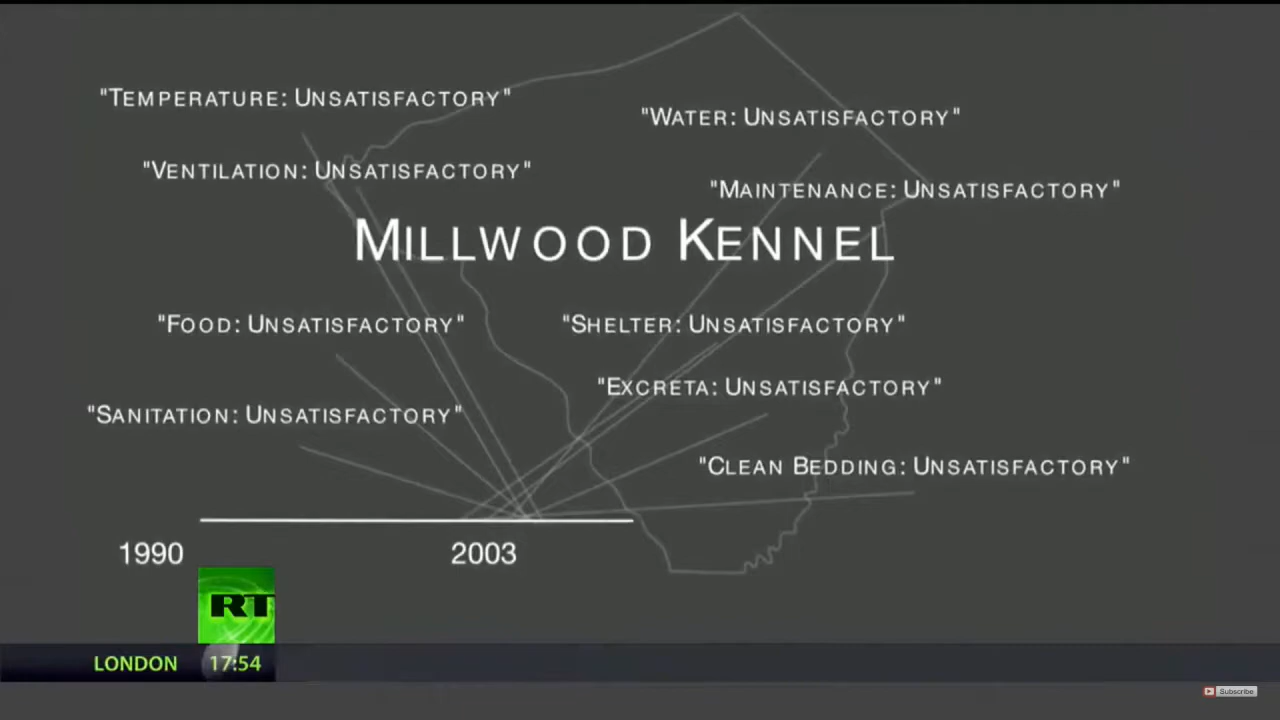 "Temperature: Unsatisfactory"
"Water: Unsatisfactory"
"Ventilation: Unsatisfactory"
"Maintenance: Unsatisfactory"
Millwood Kennel
"Food: Unsatisfactory"
"Shelter: Unsatisfactory"
"Excreta: Unsatisfactory"
"Sanitation: Unsatisfactory"
"Clean Bedding: Unsatisfactory"
1990
2003
RT
LONDON 17:54
Subscribe